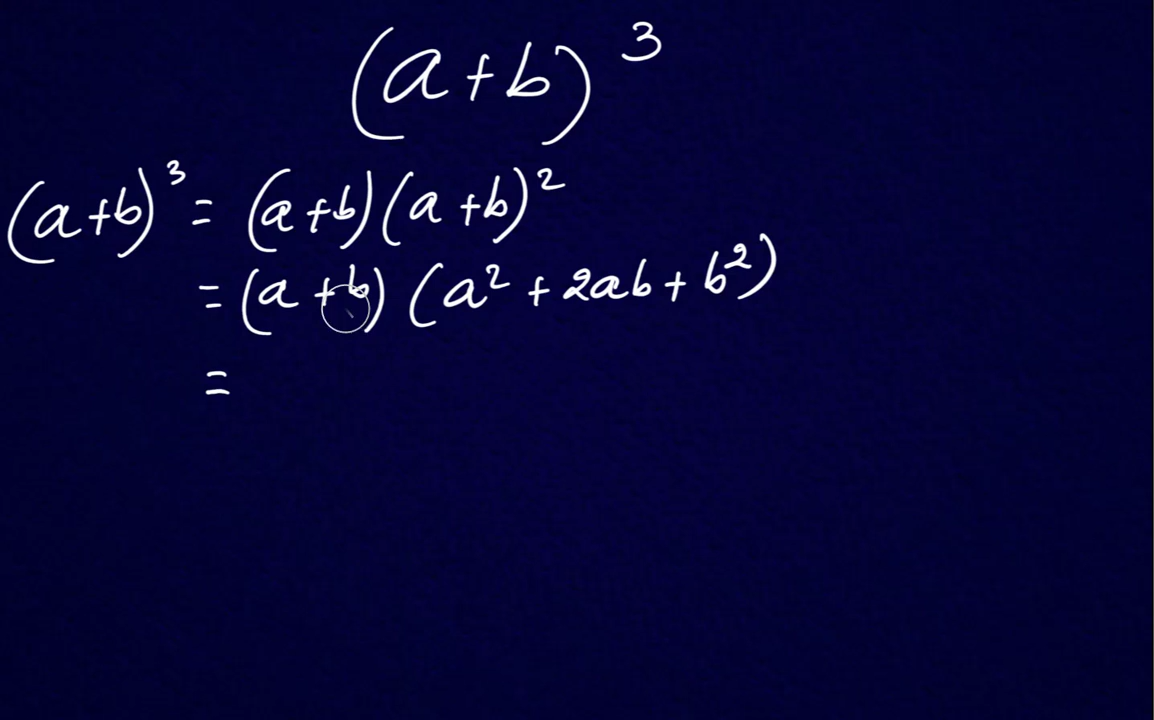 (a+b)³
(a+b)³ = (a+b)(a+b)²
= (a+b)(a²+2ab+b²)
=